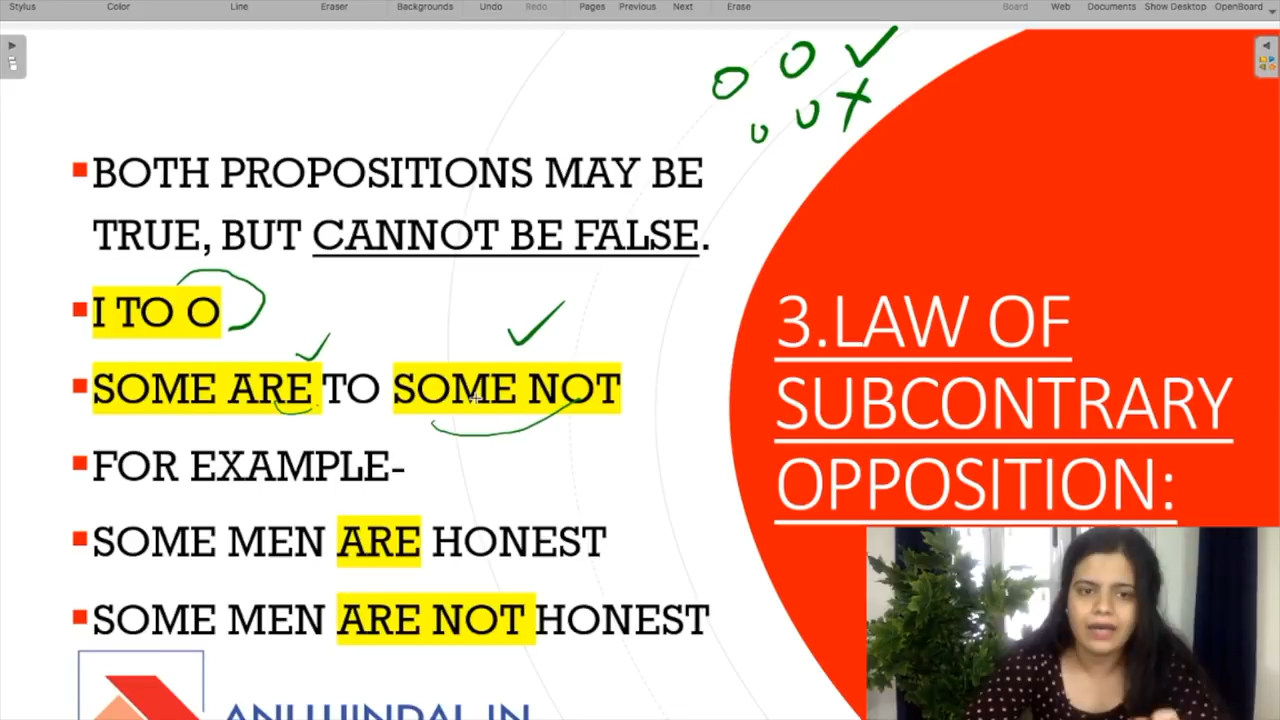 Stylus Color Line Eraser Backgrounds Undo Redo Pages Previous Next Erase Board Web Documents Show Desktop OpenBoard
BOTH PROPOSITIONS MAY BE
TRUE, BUT CANNOT BE FALSE.
I TO O
SOME ARE TO SOME NOT
FOR EXAMPLE-
SOME MEN ARE HONEST
SOME MEN ARE NOT HONEST
3.LAW OF
SUBCONTRARY
OPPOSITION: